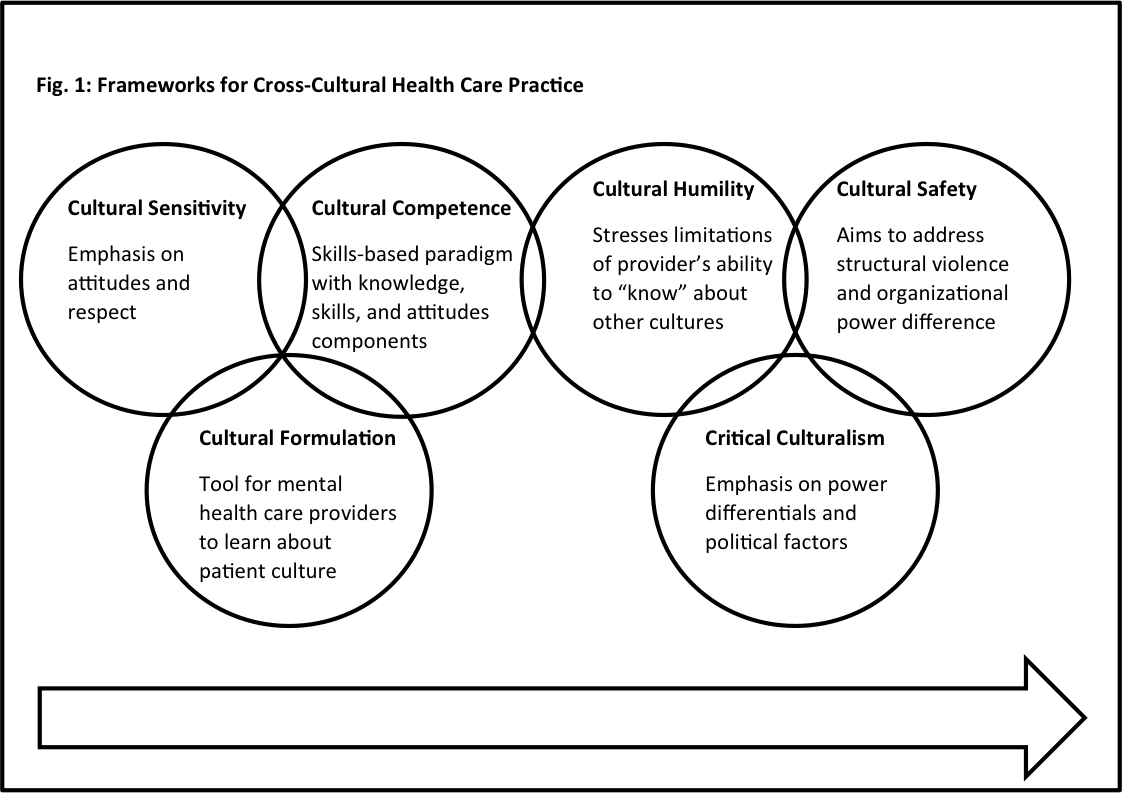 Fig. 1: Frameworks for Cross-Cultural Health Care Practice
Cultural Sensitivity
Emphasis on
attitudes and
respect
Cultural Competence
Skills-based paradigm
with knowledge,
skills, and attitudes
components
Cultural Humility
Stresses limitations
of provider’s ability
to “know” about
other cultures
Cultural Safety
Aims to address
structural violence
and organizational
power difference
Cultural Formulation
Tool for mental
health care providers
to learn about
patient culture
Critical Culturalism
Emphasis on power
differentials and
political factors